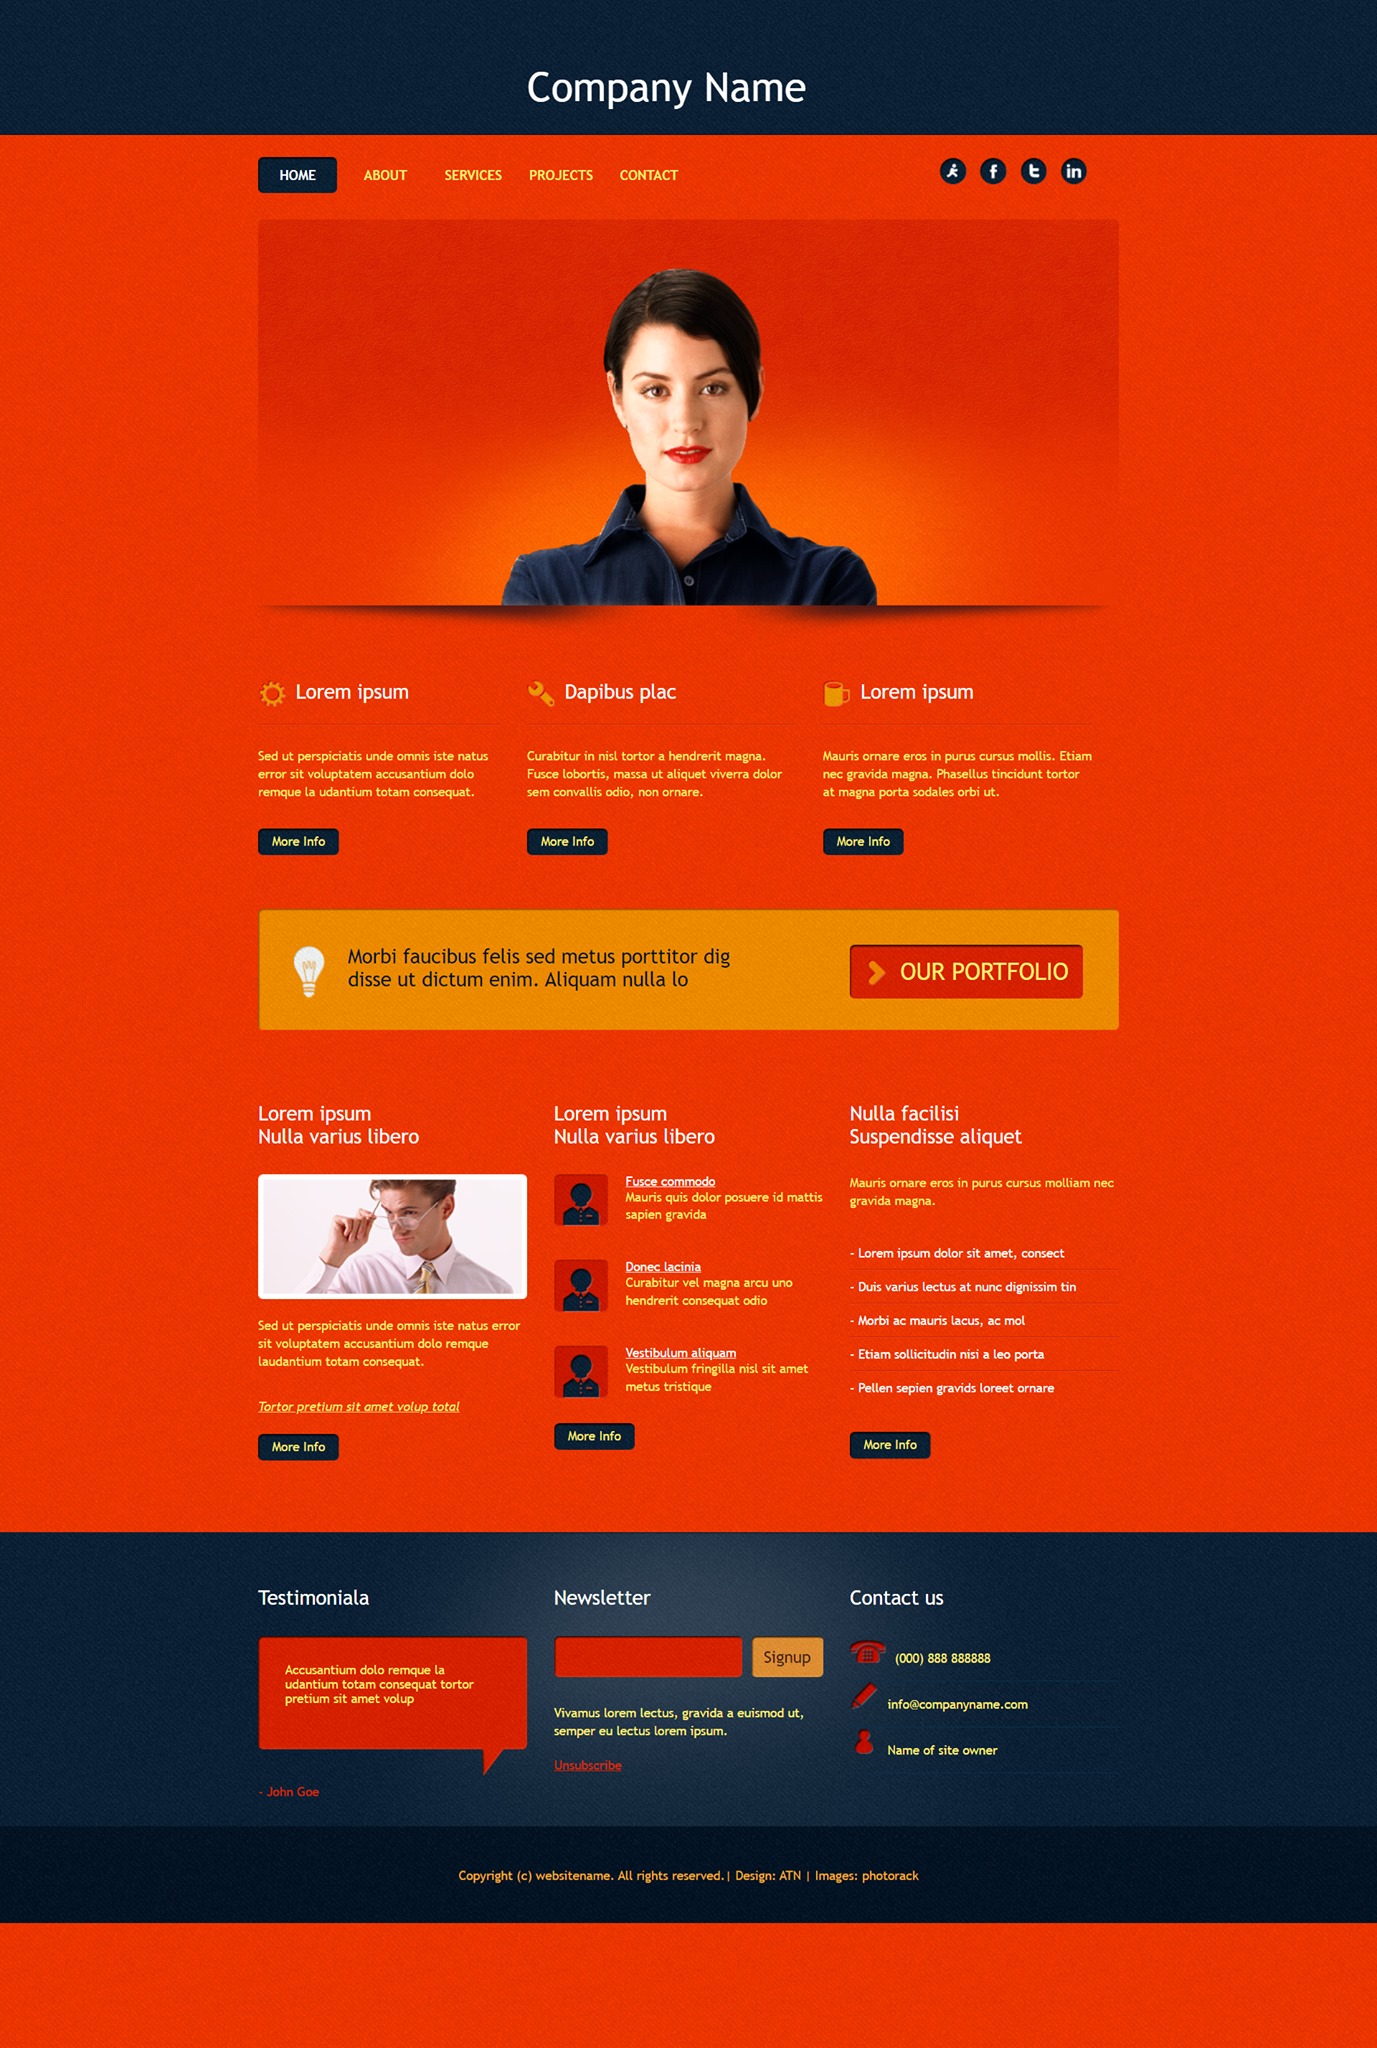 Company Name
HOME ABOUT SERVICES PROJECTS CONTACT
Lorem ipsum
Sed ut perspiciatis unde omnis iste natus
error sit voluptatem accusantium dolo
remque la udantium totam consequat.
More Info
Dapibus plac
Curabitur in nisl tortor a hendrerit magna.
Fusce lobortis, massa ut aliquet viverra dolor
sem convallis odio, non ornare.
More Info
Lorem ipsum
Mauris ornare eros in purus cursus mollis. Etiam
nec gravida magna. Phasellus tincidunt tortor
at magna porta sodales orbi ut.
More Info
Morbi faucibus felis sed metus porttitor dig
disse ut dictum enim. Aliquam nulla lo
OUR PORTFOLIO
Lorem ipsum
Nulla varius libero
Sed ut perspiciatis unde omnis iste natus error
sit voluptatem accusantium dolo remque
laudantium totam consequat.
Tortor pretium sit amet volup total
More Info
Lorem ipsum
Nulla varius libero
Fusce commodo
Mauris quis dolor posuere id mattis
sapien gravida
Donec lacinia
Curabitur vel magna arcu uno
hendrerit consequat odio
Vestibulum aliquam
Vestibulum fringilla nisl sit amet
metus tristique
More Info
Nulla facilisi
Suspendisse aliquet
Mauris ornare eros in purus cursus molliam nec
gravida magna.
- Lorem ipsum dolor sit amet, consect
- Duis varius lectus at nunc dignissim tin
- Morbi ac mauris lacus, ac mol
- Etiam sollicitudin nisi a leo porta
- Pellen sepien gravids loreet ornare
More Info
Testimoniala
Accusantium dolo remque la
udantium totam consequat tortor
pretium sit amet volup
- John Goe
Newsletter
Signup
Vivamus lorem lectus, gravida a euismod ut,
semper eu lectus lorem ipsum.
Unsubscribe
Contact us
(000) 888 888888
info@companyname.com
Name of site owner
Copyright (c) websitename. All rights reserved.| Design: ATN | Images: photorack